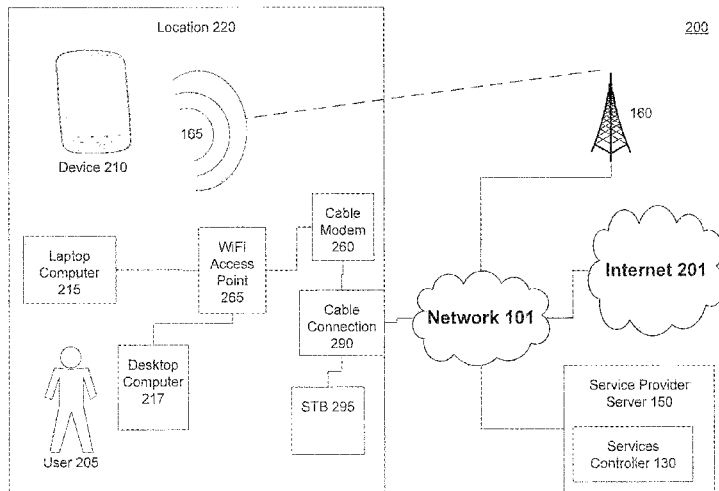 Location 220
200
165
160
Device 210
Cable
Modem
260
WiFi
Access
Point
265
Laptop
Computer
215
Internet 201
Cable
Connection
290
Network 101
Desktop
Computer
217
STB 295
Service Provider
Server 150
Services
Controller 130
User 205